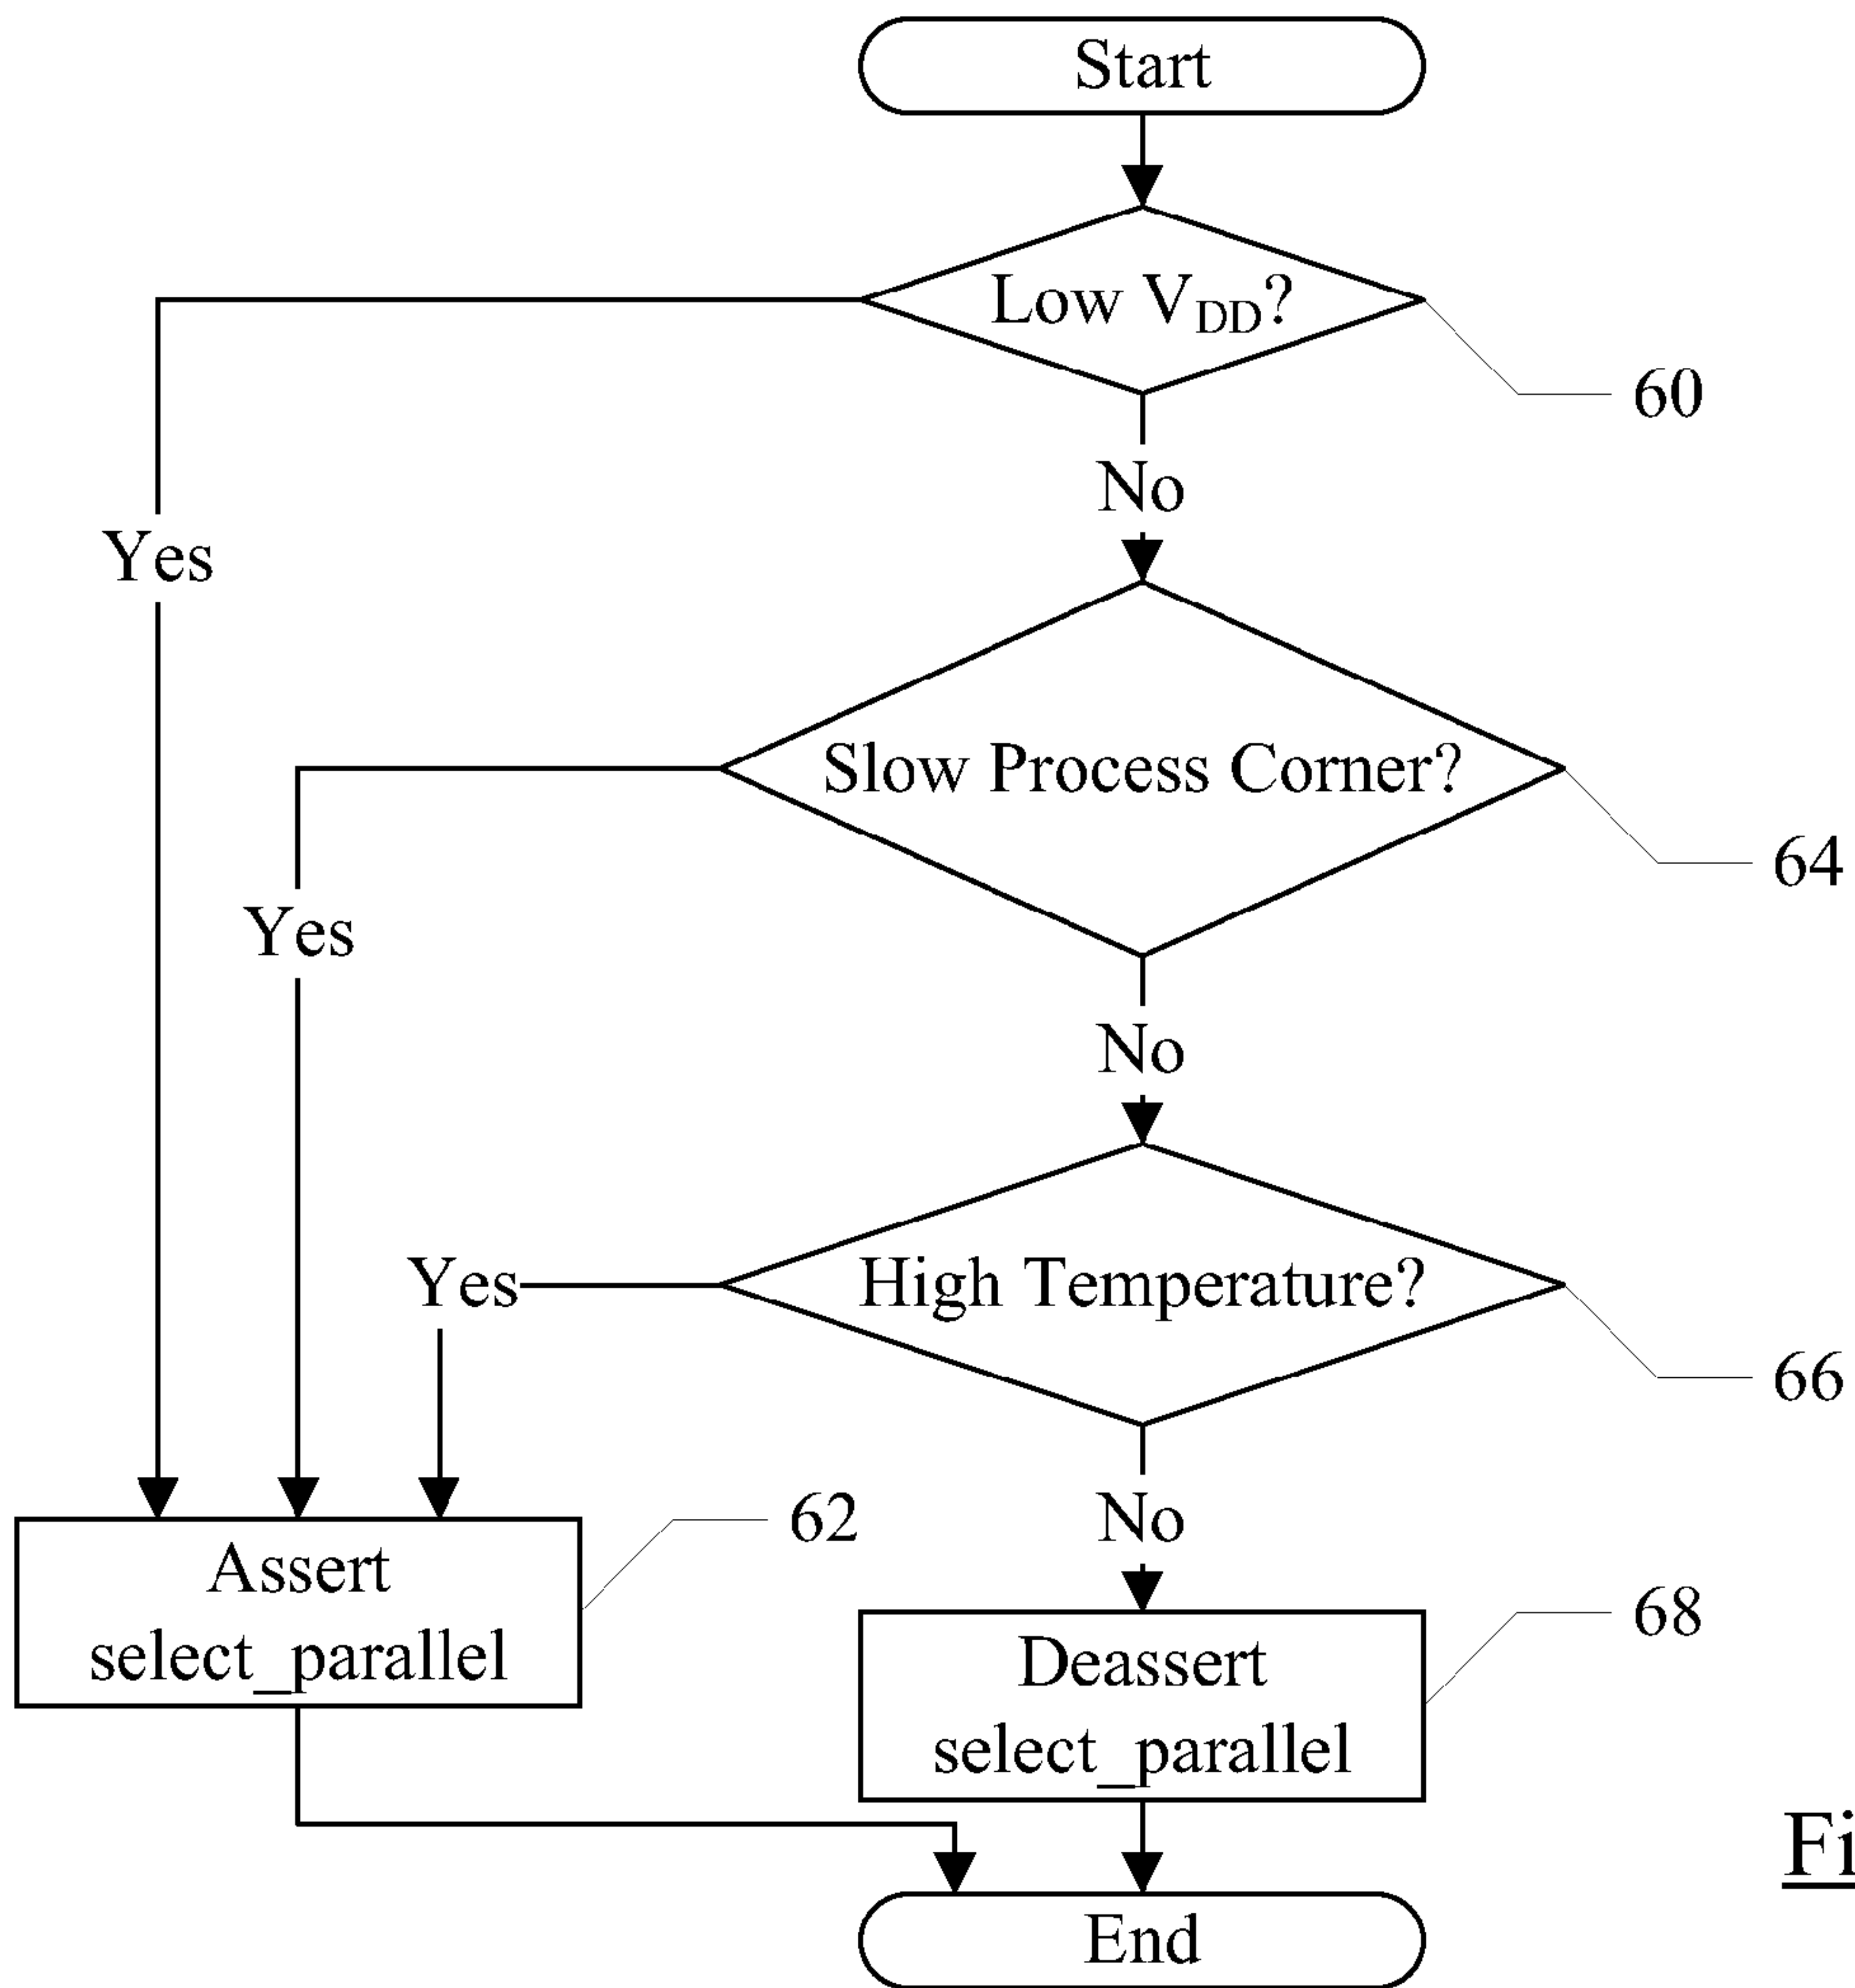 Start
Low VDD?
60
No
Yes
Slow Process Corner?
64
Yes
No
High Temperature?
Yes
66
62
No
Assert
select_parallel
68
Deassert
select_parallel
Fi
End